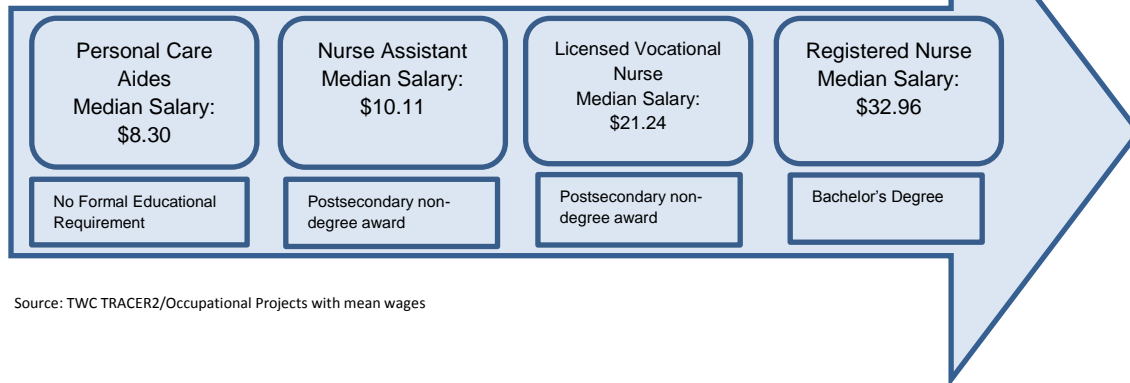 Personal Care
Aides
Median Salary:
$8.30
Nurse Assistant
Median Salary:
$10.11
Licensed Vocational
Nurse
Median Salary:
$21.24
Registered Nurse
Median Salary:
$32.96
No Formal Educational
Requirement
Postsecondary non-
degree award
Postsecondary non-
degree award
Bachelor’s Degree
Source: TWC TRACER2/Occupational Projects with mean wages